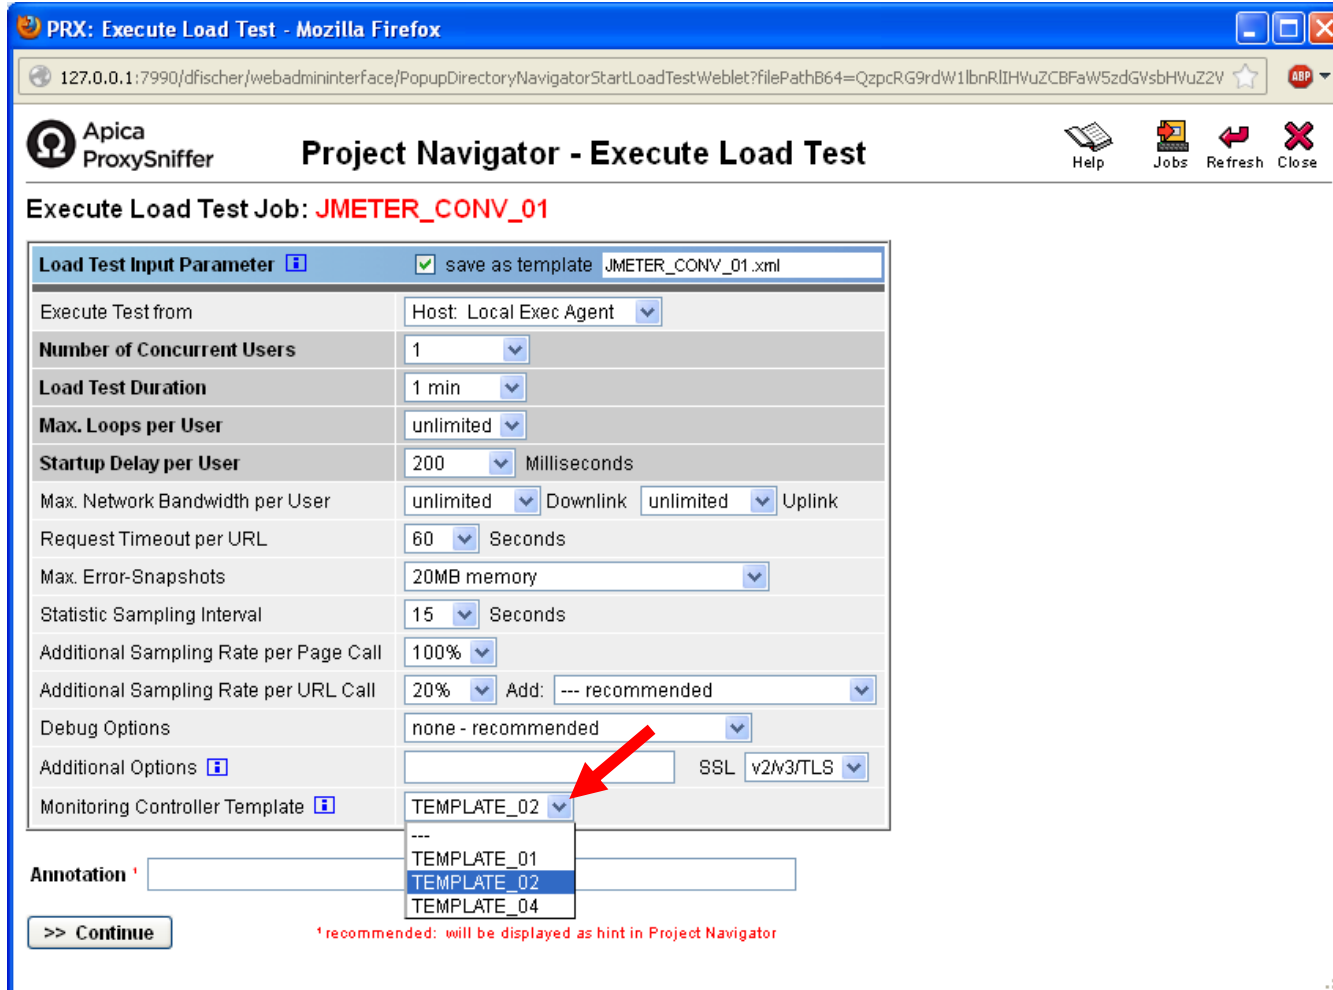 PRX: Execute Load Test - Mozilla Firefox
127.0.0.1:7990/dfischer/webadmininterface/PopupDirectoryNavigatorStartLoadTestWeblet?filePathB64=QzpcRG9rdW1lbnRlIHVuZCBFaW5zdGVsbHVuZ2V
ABP
Apica
ProxySniffer
Project Navigator - Execute Load Test
Help
Jobs
Refresh
Close
Execute Load Test Job: JMETER_CONV_01
Load Test Input Parameter i save as template JMETER_CONV_01.xml
Execute Test from Host: Local Exec Agent
Number of Concurrent Users 1
Load Test Duration 1 min
Max. Loops per User unlimited
Startup Delay per User 200 Milliseconds
Max. Network Bandwidth per User unlimited Downlink unlimited Uplink
Request Timeout per URL 60 Seconds
Max. Error-Snapshots 20MB memory
Statistic Sampling Interval 15 Seconds
Additional Sampling Rate per Page Call 100%
Additional Sampling Rate per URL Call 20% Add: --- recommended
Debug Options none - recommended
Additional Options i SSL v2/v3/TLS
Monitoring Controller Template i TEMPLATE_02
---
TEMPLATE_01
TEMPLATE_02
TEMPLATE_04
Annotation ¹
>> Continue
¹ recommended: will be displayed as hint in Project Navigator